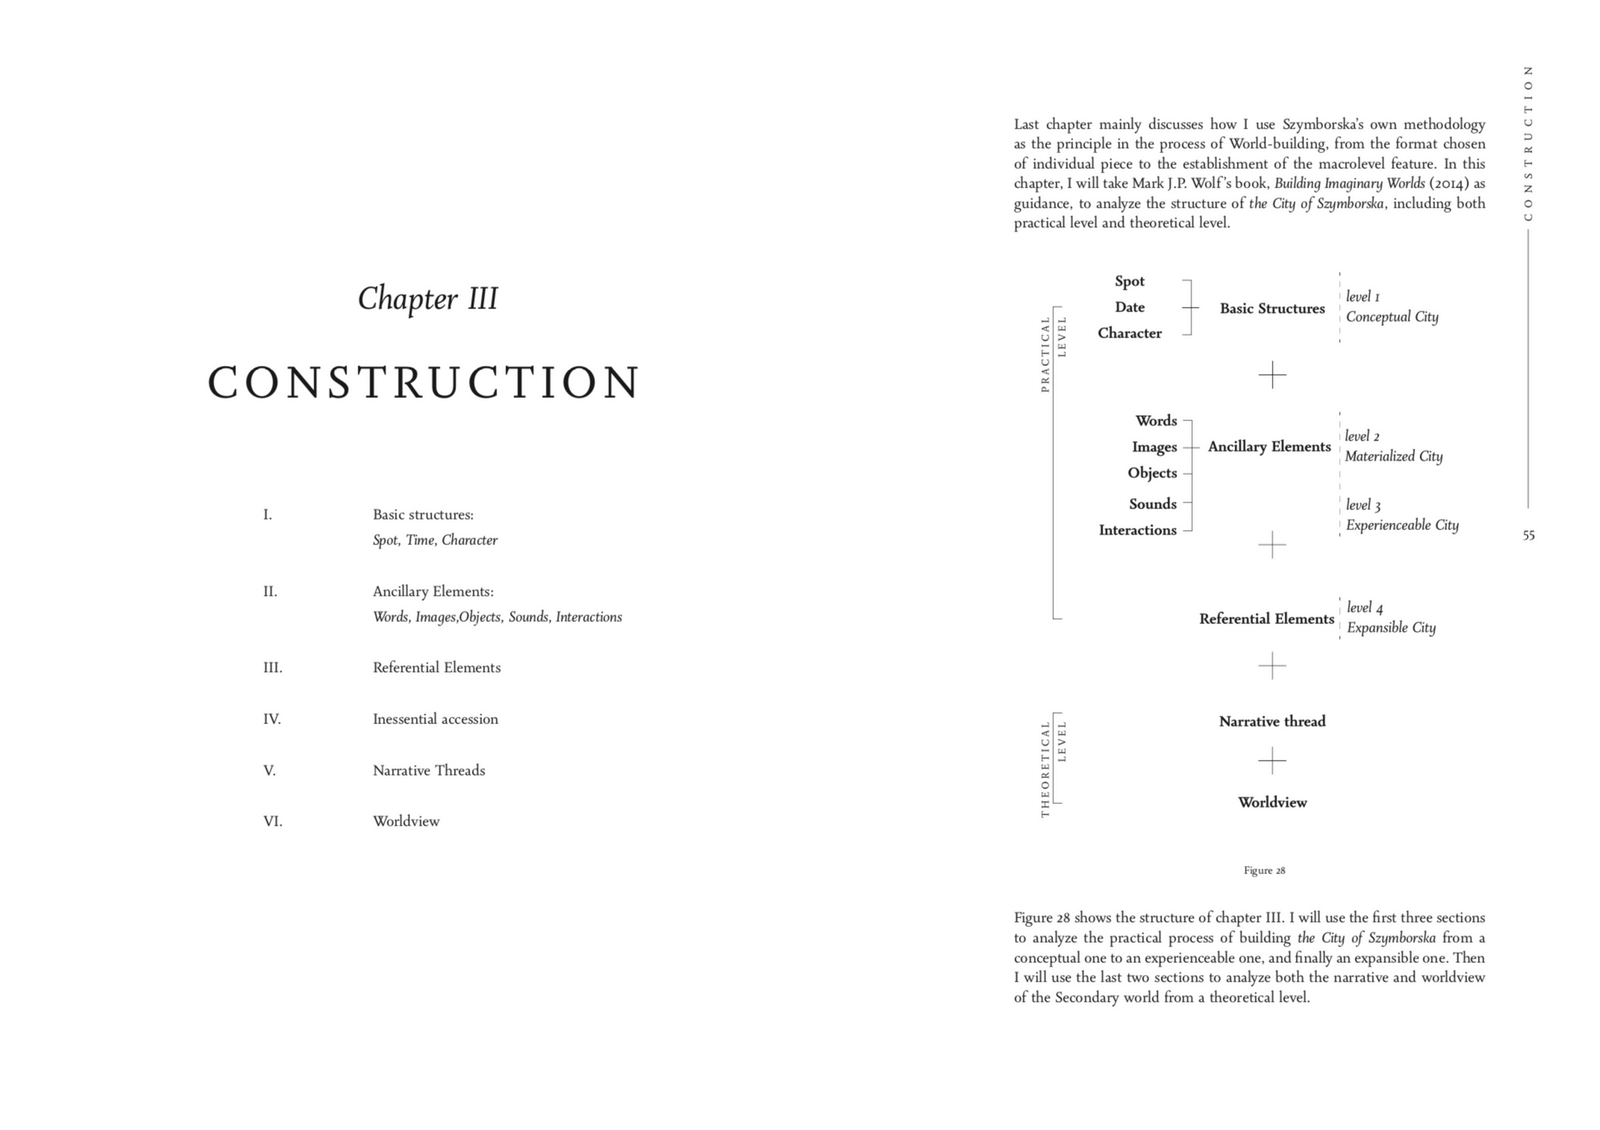 Chapter III
CONSTRUCTION
I. Basic structures:
Spot, Time, Character
II. Ancillary Elements:
Words, Images,Objects, Sounds, Interactions
III. Referential Elements
IV. Inessential accession
V. Narrative Threads
VI. Worldview
Last chapter mainly discusses how I use Szymborska's own methodology
as the principle in the process of World-building, from the format chosen
of individual piece to the establishment of the macrolevel feature. In this
chapter, I will take Mark J.P. Wolf's book, Building Imaginary Worlds (2014) as
guidance, to analyze the structure of the City of Szymborska, including both
practical level and theoretical level.
PRACTICAL
LEVEL
Spot
Date
Character
Basic Structures
level 1
Conceptual City
Words
Images
Objects
Sounds
Interactions
Ancillary Elements
level 2
Materialized City
level 3
Experienceable City
Referential Elements
level 4
Expansible City
THEORETICAL
LEVEL
Narrative thread
Worldview
Figure 28
Figure 28 shows the structure of chapter III. I will use the first three sections
to analyze the practical process of building the City of Szymborska from a
conceptual one to an experienceable one, and finally an expansible one. Then
I will use the last two sections to analyze both the narrative and worldview
of the Secondary world from a theoretical level.
CONSTRUCTION
55